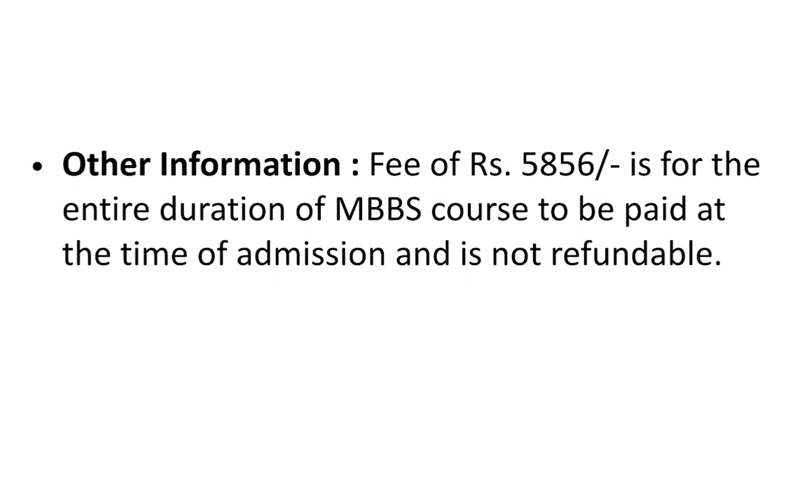 • Other Information : Fee of Rs. 5856/- is for the
entire duration of MBBS course to be paid at
the time of admission and is not refundable.